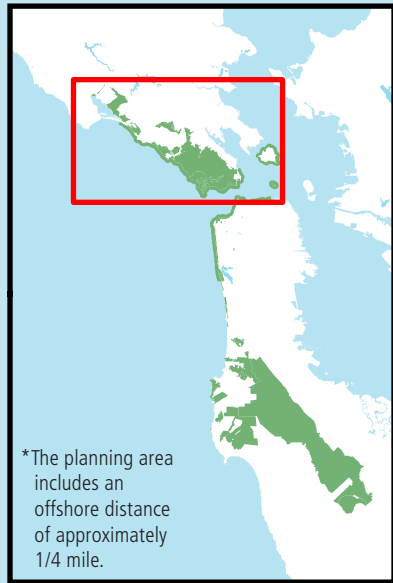 *The planning area
includes an
offshore distance
of approximately
1/4 mile.